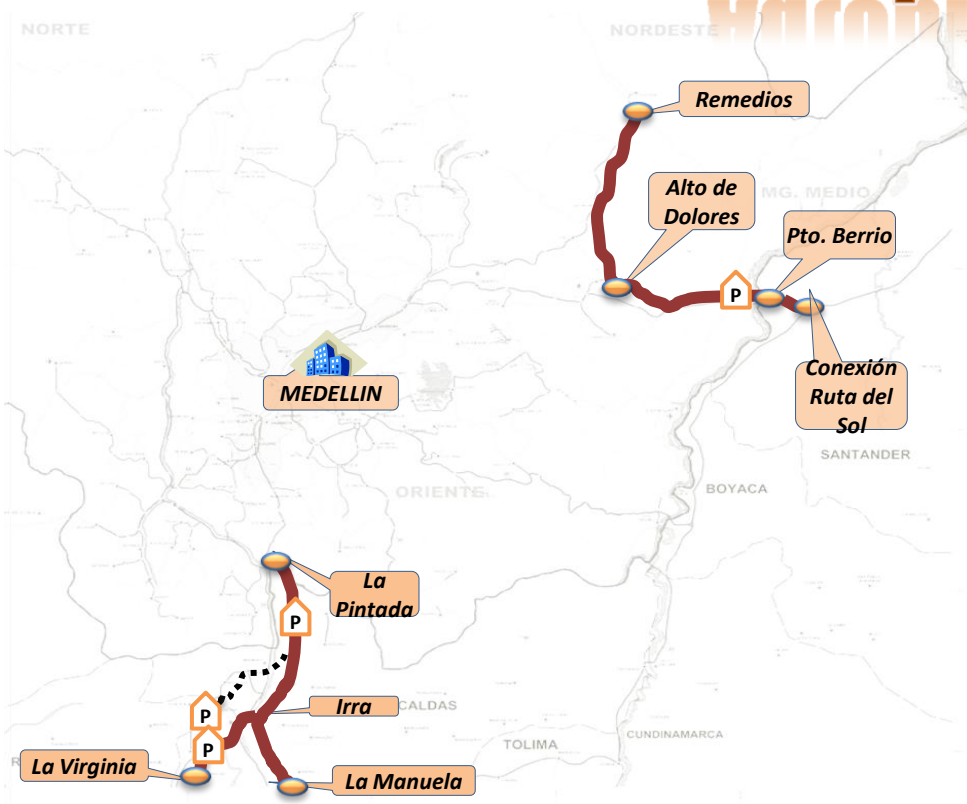 NORTE
NORDESTE
Remedios
MG. MEDIO
Alto de
Dolores
Pto. Berrio
P
Conexión
Ruta del
Sol
MEDELLIN
SANTANDER
ORIENTE
BOYACA
La
Pintada
P
Irra
CALDAS
P
P
TOLIMA
CUNDINAMARCA
La Virginia
La Manuela